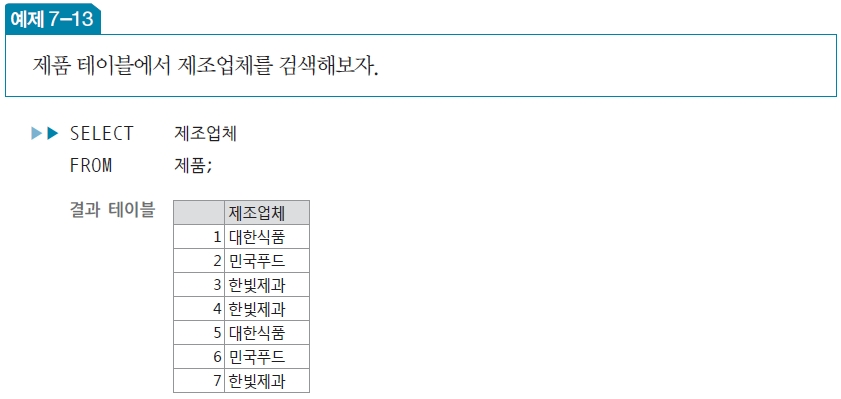 예제 7-13
제품 테이블에서 제조업체를 검색해보자.
▶▶ SELECT 제조업체
FROM 제품;
결과 테이블
제조업체
1 대한식품
2 민국푸드
3 한빛제과
4 한빛제과
5 대한식품
6 민국푸드
7 한빛제과